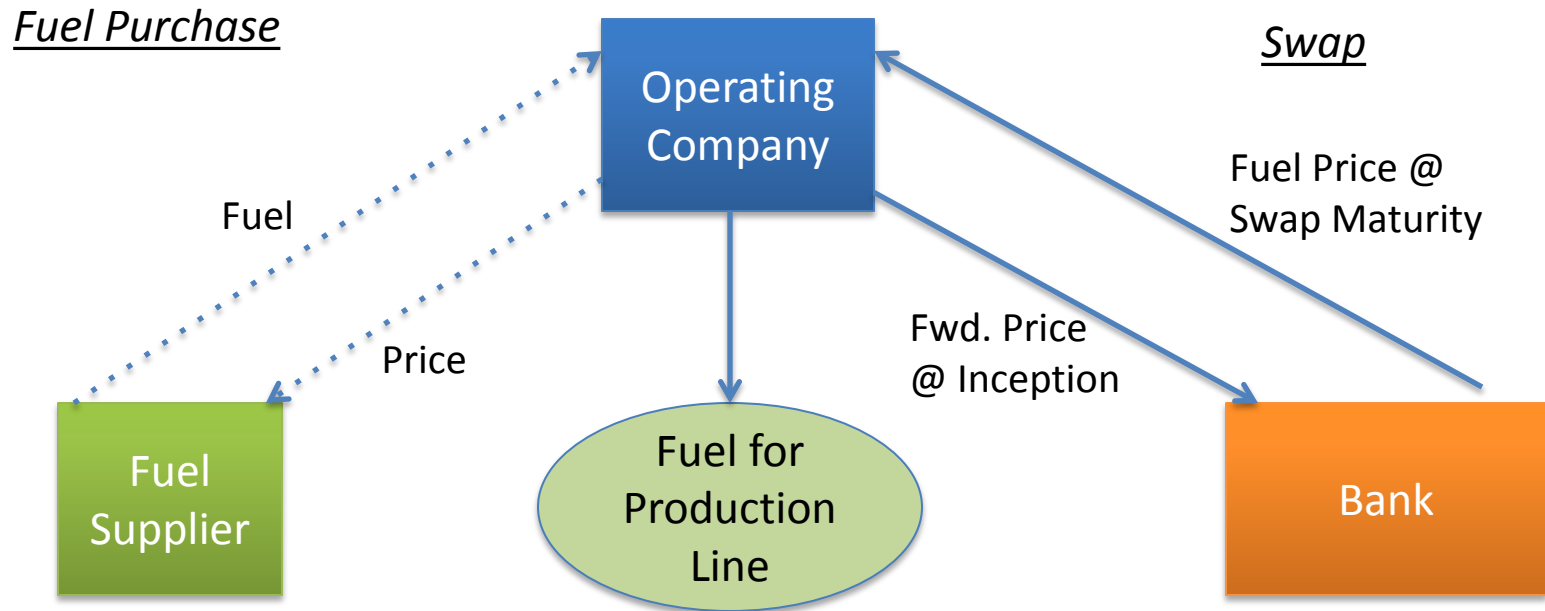 Fuel Purchase
Swap
Operating
Company
Fuel
Price
Fuel Price @
Swap Maturity
Fwd. Price
@ Inception
Fuel
Supplier
Fuel for
Production
Line
Bank